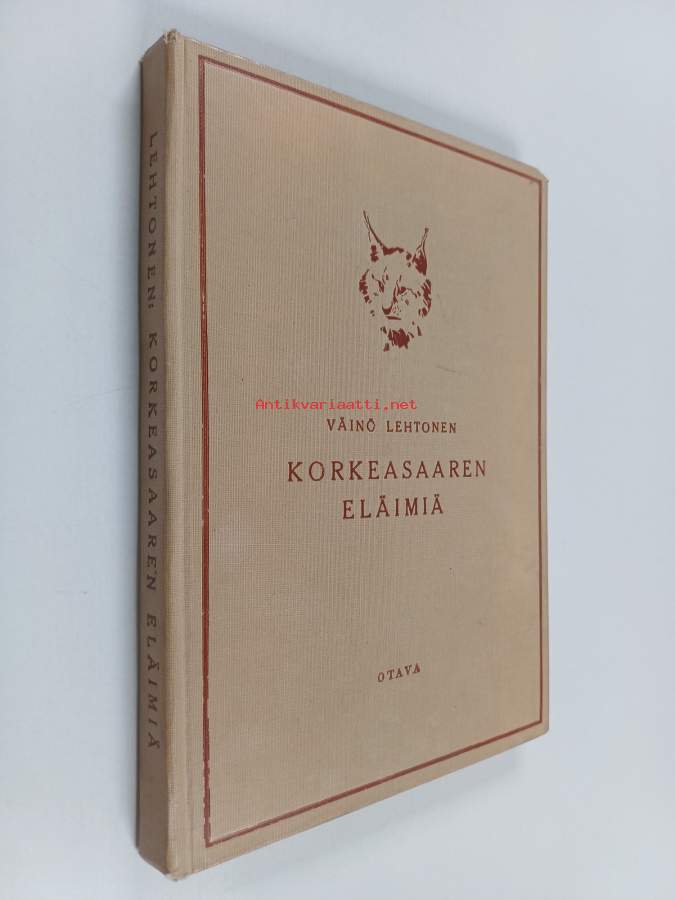 LEHTONEN: KORKEASAAREN ELÄIMIÄ
Antikvariaatti.net
VÄINÖ LEHTONEN
KORKEASAAREN
ELÄIMIÄ
OTAVA